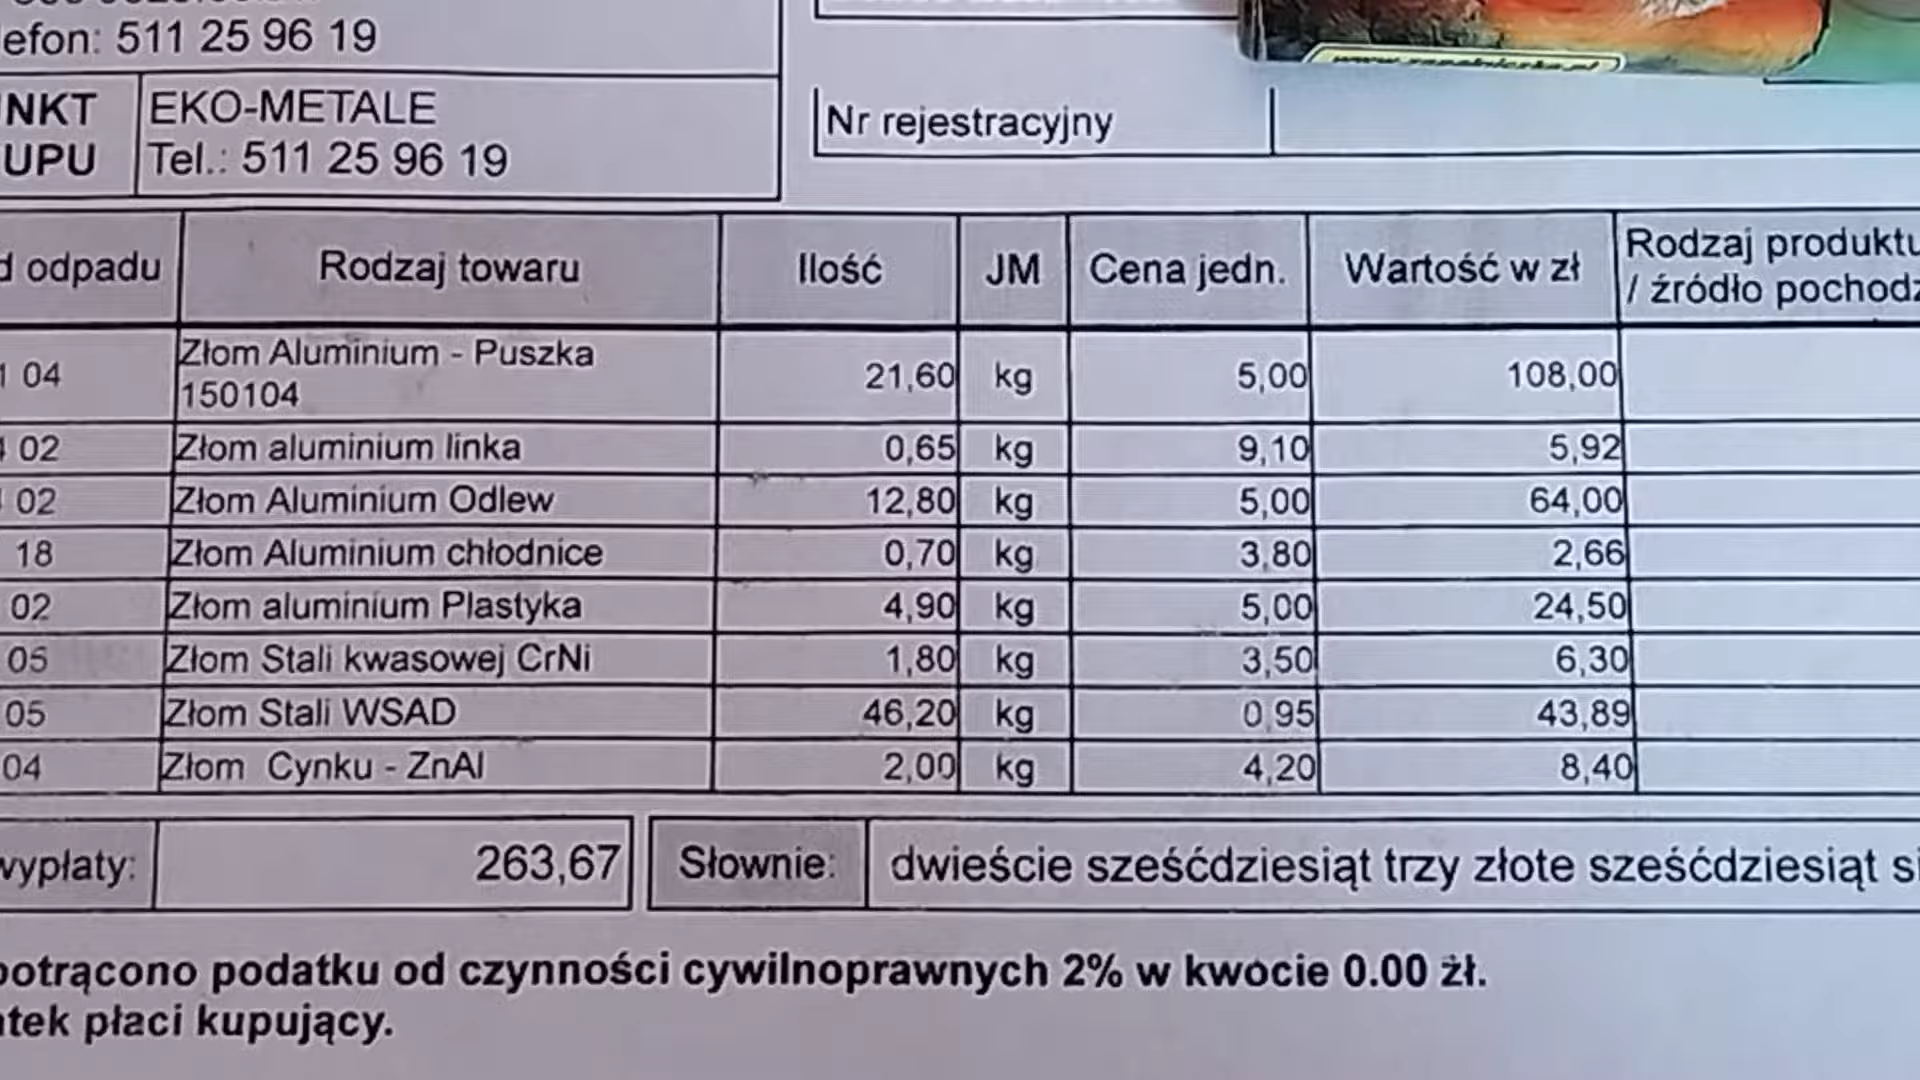 efon: 511 25 96 19
NKT
UPU
EKO-METALE
Tel.: 511 25 96 19
Nr rejestracyjny
d odpadu Rodzaj towaru Ilość JM Cena jedn. Wartość w zł Rodzaj produktu
/ źródło pochodz
1 04 Złom Aluminium - Puszka
150104 21,60 kg 5,00 108,00
02 Złom aluminium linka 0,65 kg 9,10 5,92
02 Złom Aluminium Odlew 12,80 kg 5,00 64,00
18 Złom Aluminium chłodnice 0,70 kg 3,80 2,66
02 Złom aluminium Plastyka 4,90 kg 5,00 24,50
05 Złom Stali kwasowej CrNi 1,80 kg 3,50 6,30
05 Złom Stali WSAD 46,20 kg 0,95 43,89
04 Złom Cynku - ZnAl 2,00 kg 4,20 8,40
wypłaty: 263,67 Słownie: dwieście sześćdziesiąt trzy złote sześćdziesiąt si
potrącono podatku od czynności cywilnoprawnych 2% w kwocie 0.00 zł.
atek płaci kupujący.